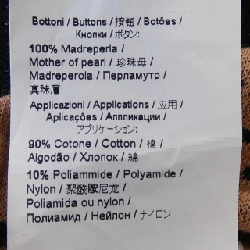 Bottoni / Buttons / 按钮 / Botões /
Кнопки / ボタン:
100% Madreperla /
Mother of pearl / 珍珠母 /
Madreperola / Перламутр /
真珠層
Applicazioni / Applications / 应用 /
Aplicações / Аппликации /
アプリケーション:
90% Cotone / Cotton / 棉 /
Algodão / Хлопок / 綿
10% Poliammide / Polyamide /
Nylon / 聚酰胺尼龙 /
Poliamida ou nylon /
Полиамид / Нейлон / ナイロン